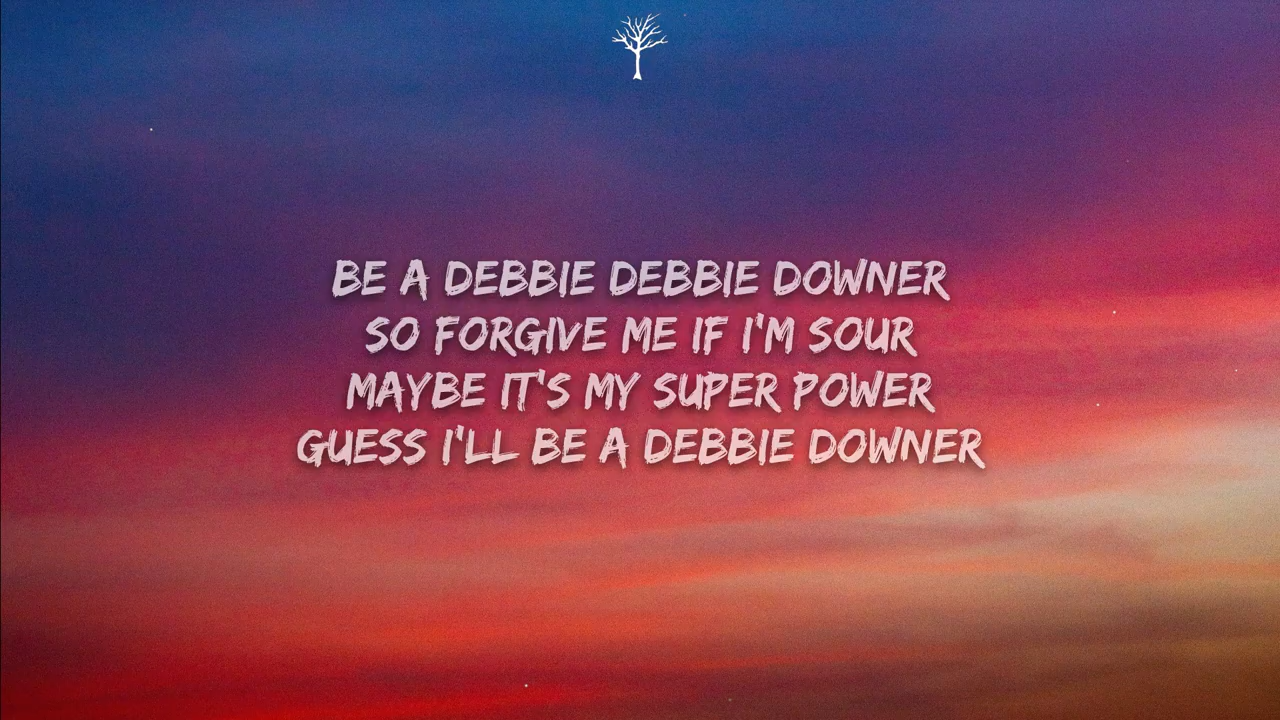 BE A DEBBIE DEBBIE DOWNER
SO FORGIVE ME IF I'M SOUR
MAYBE IT'S MY SUPER POWER
GUESS I'LL BE A DEBBIE DOWNER